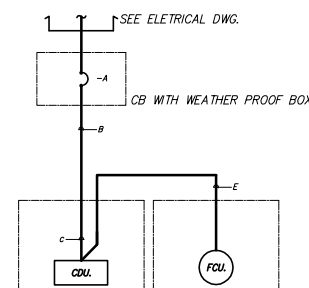 SEE ELETRICAL DWG.
-A
CB WITH WEATHER PROOF BOX
B
E
C
CDU.
FCU.